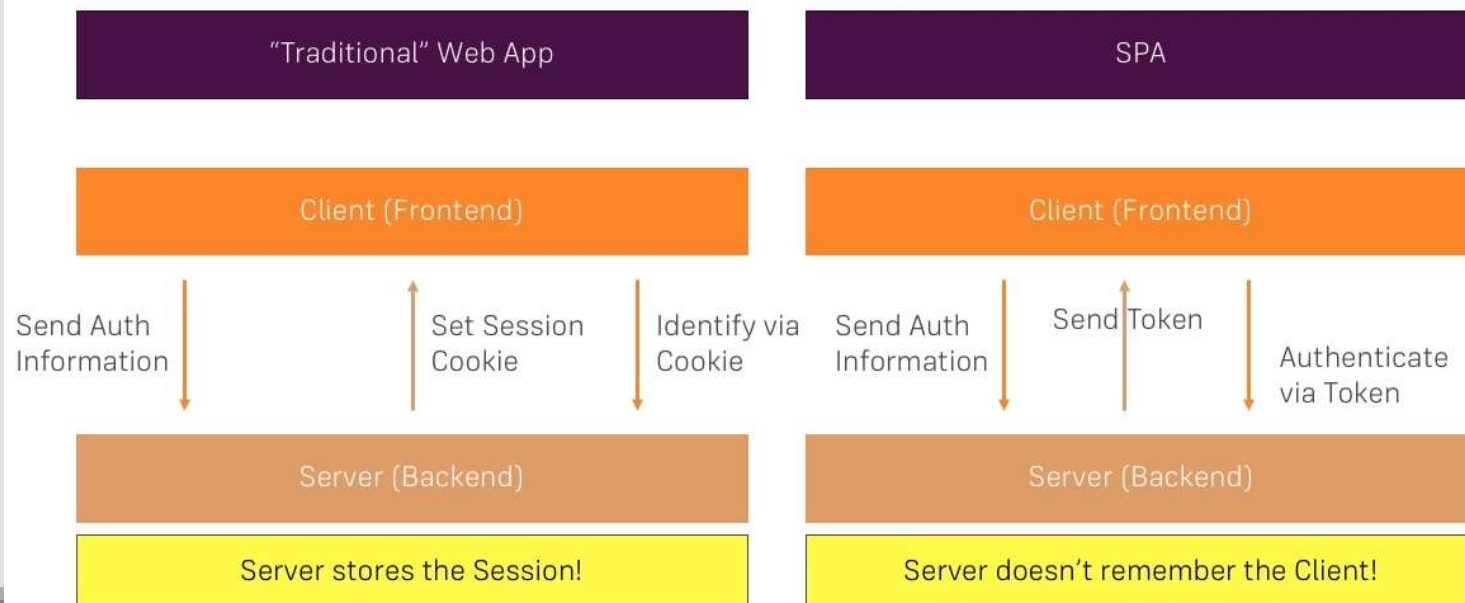 “Traditional” Web App
SPA
Client (Frontend)
Client (Frontend)
Send Auth
Information
Set Session
Cookie
Identify via
Cookie
Send Auth
Information
Send Token
Authenticate
via Token
Server (Backend)
Server (Backend)
Server stores the Session!
Server doesn’t remember the Client!